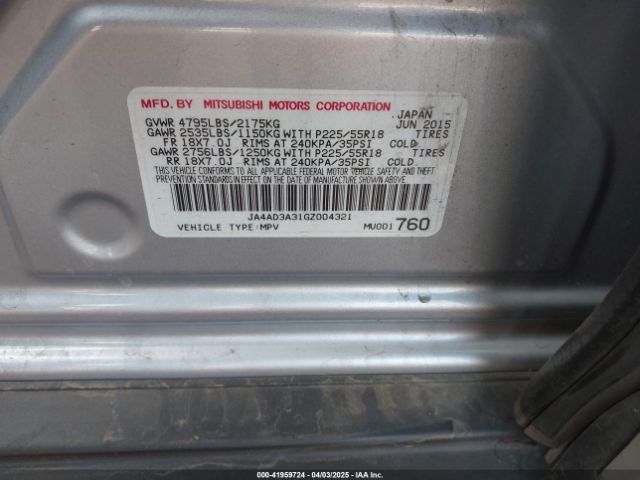 MFD. BY MITSUBISHI MOTORS CORPORATION
JAPAN
GVWR 4795LBS/2175KG JUN 2015
GAWR 2535LBS/1150KG WITH P225/55R18 TIRES
FR 18X7.0J RIMS AT 240KPA/35PSI COLD
GAWR 2756LBS/1250KG WITH P225/55R18 TIRES
RR 18X7.0J RIMS AT 240KPA/35PSI COLD.
THIS VEHICLE CONFORMS TO ALL APPLICABLE FEDERAL MOTOR VEHICLE SAFETY AND THEFT
PREVENTION STANDARDS IN EFFECT ON THE DATE OF MANUFACTURE SHOWN ABOVE.
JA4AD3A31GZ004321
VEHICLE TYPE:MPV MU001 760
000-41959724 - 04/03/2025 - IAAI.COM